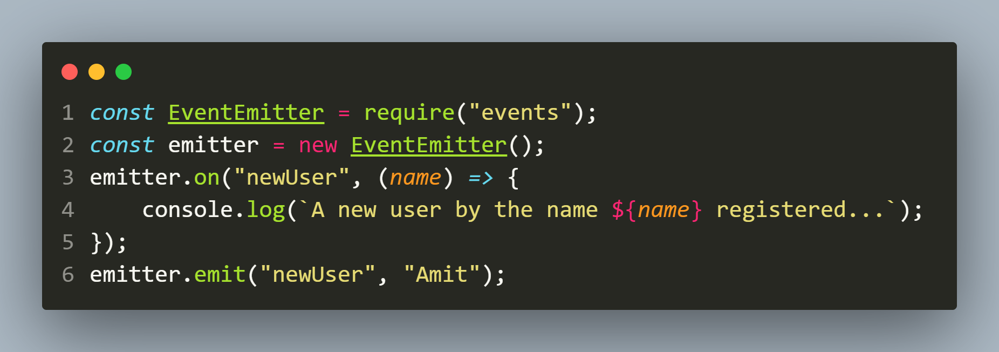 1 const EventEmitter = require("events");
2 const emitter = new EventEmitter();
3 emitter.on("newUser", (name) => {
4     console.log(`A new user by the name ${name} registered...`);
5 });
6 emitter.emit("newUser", "Amit");